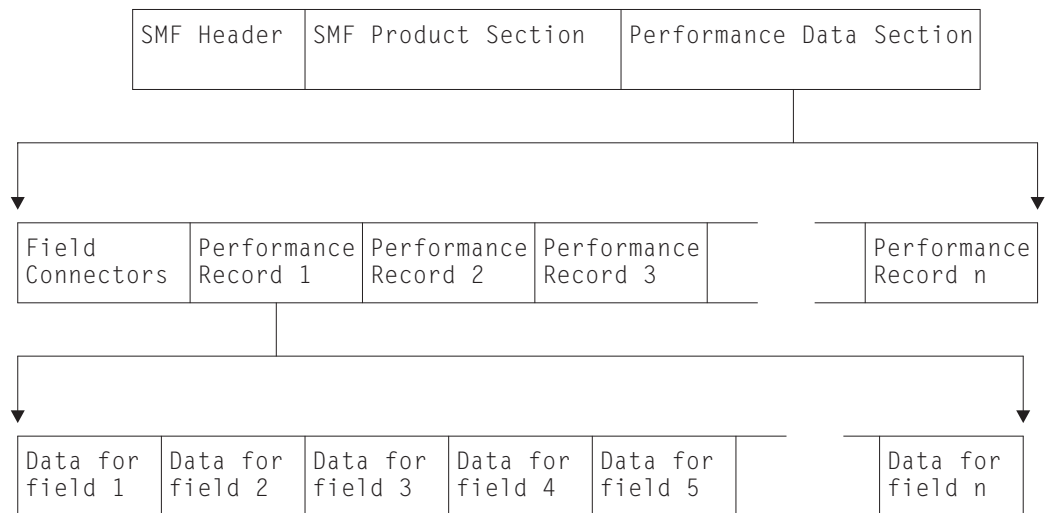 SMF Header SMF Product Section Performance Data Section
Field Connectors
Performance Record 1
Performance Record 2
Performance Record 3
Performance Record n
Data for field 1
Data for field 2
Data for field 3
Data for field 4
Data for field 5
Data for field n